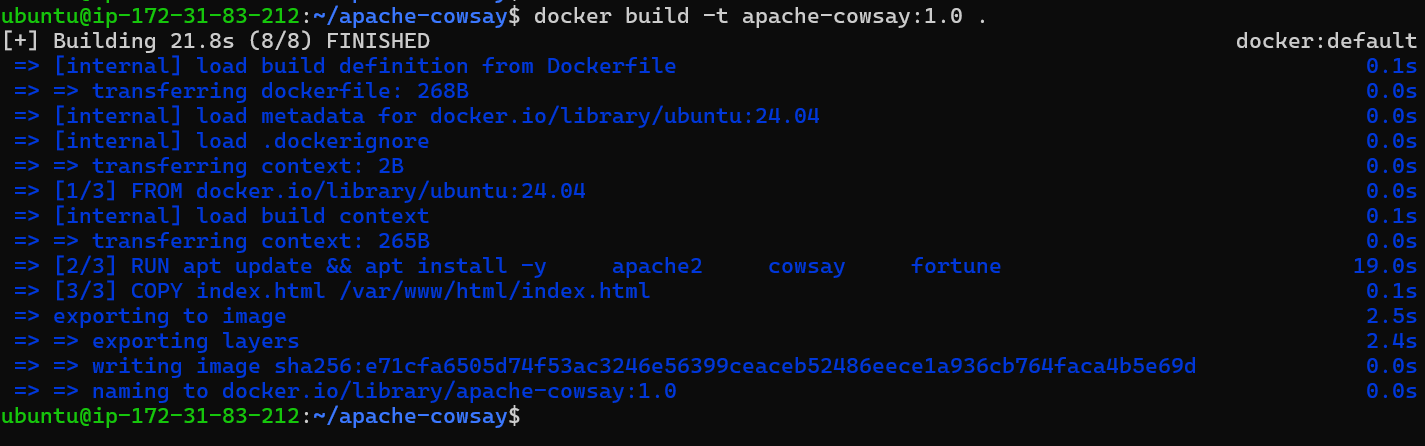 ubuntu@ip-172-31-83-212:~/apache-cowsay$ docker build -t apache-cowsay:1.0 .
[+] Building 21.8s (8/8) FINISHED docker:default
=> [internal] load build definition from Dockerfile 0.1s
=> => transferring dockerfile: 268B 0.0s
=> [internal] load metadata for docker.io/library/ubuntu:24.04 0.0s
=> [internal] load .dockerignore 0.0s
=> => transferring context: 2B 0.0s
=> [1/3] FROM docker.io/library/ubuntu:24.04 0.0s
=> [internal] load build context 0.1s
=> => transferring context: 265B 0.0s
=> [2/3] RUN apt update && apt install -y     apache2     cowsay     fortune 19.0s
=> [3/3] COPY index.html /var/www/html/index.html 0.1s
=> exporting to image 2.5s
=> => exporting layers 2.4s
=> => writing image sha256:e71cfa6505d74f53ac3246e56399ceaceb52486eece1a936cb764faca4b5e69d 0.0s
=> => naming to docker.io/library/apache-cowsay:1.0 0.0s
ubuntu@ip-172-31-83-212:~/apache-cowsay$